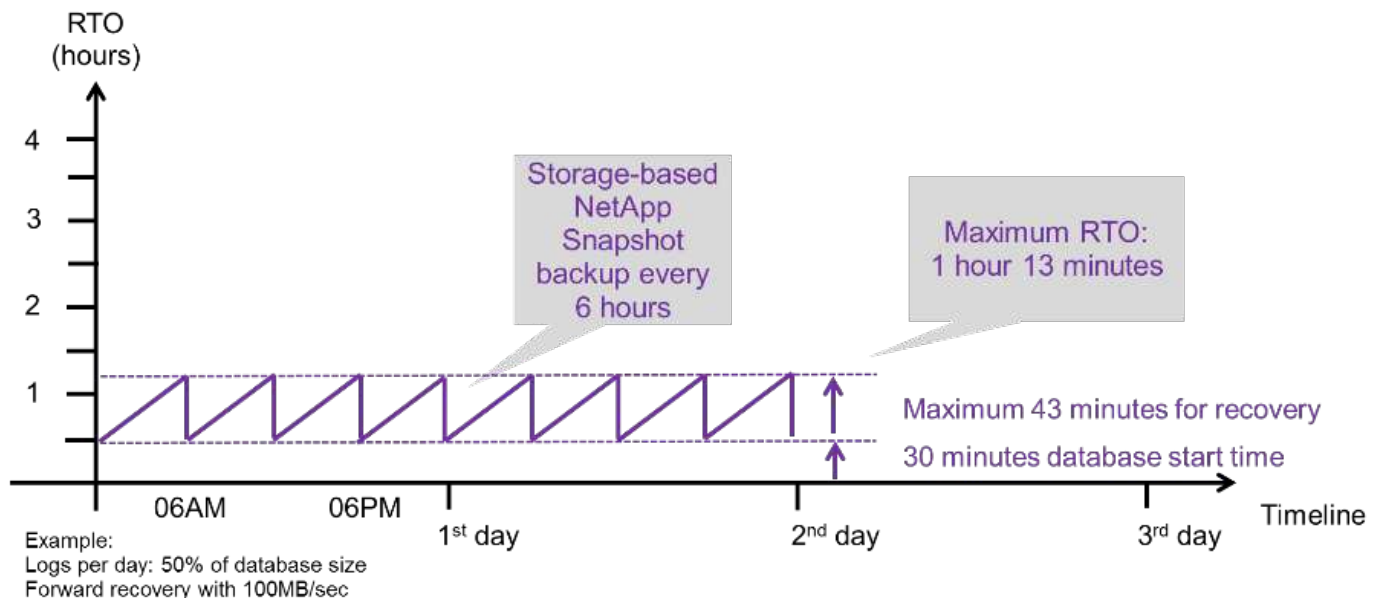 RTO
(hours)
4
3
2
1
Storage-based
NetApp
Snapshot
backup every
6 hours
Maximum RTO:
1 hour 13 minutes
Maximum 43 minutes for recovery
30 minutes database start time
06AM
06PM
1st day
2nd day
3rd day
Timeline
Example:
Logs per day: 50% of database size
Forward recovery with 100MB/sec